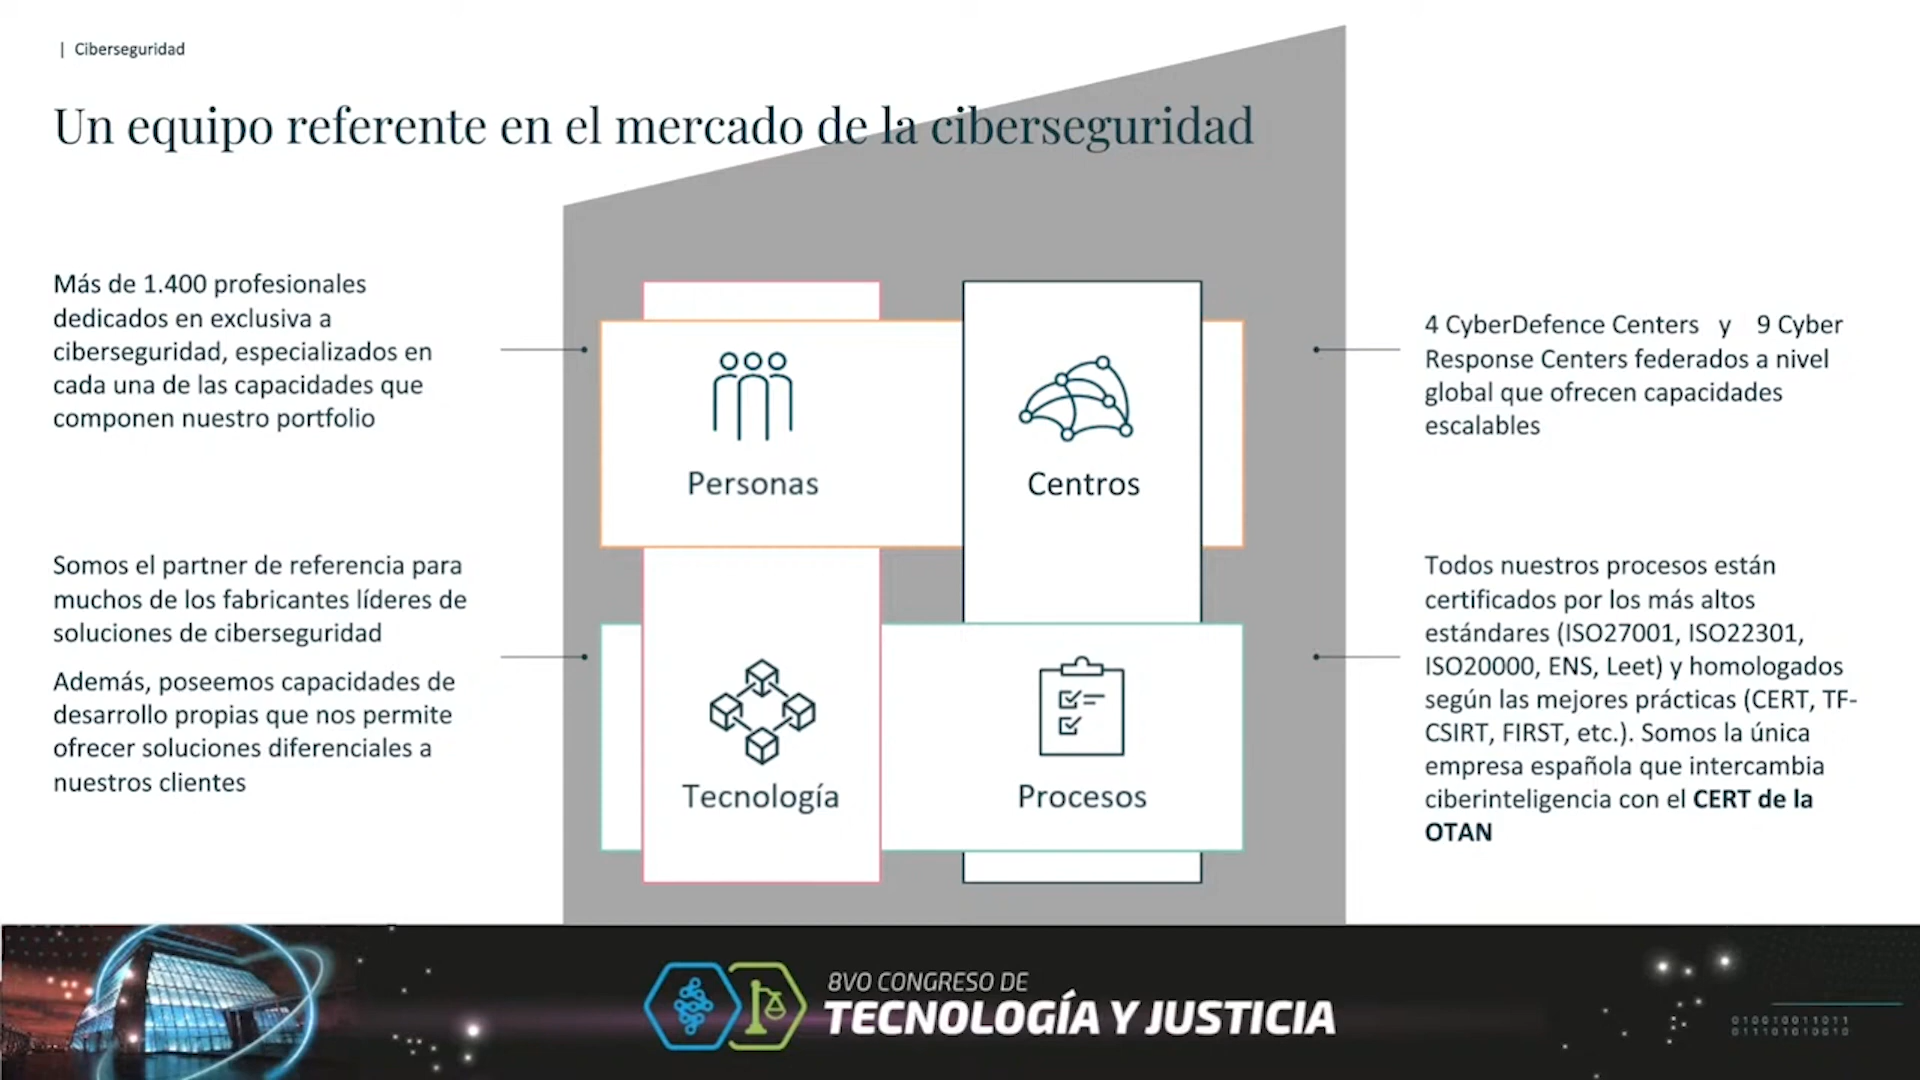 | Ciberseguridad
Un equipo referente en el mercado de la ciberseguridad
Más de 1.400 profesionales
dedicados en exclusiva a
ciberseguridad, especializados en
cada una de las capacidades que
componen nuestro portfolio
Somos el partner de referencia para
muchos de los fabricantes líderes de
soluciones de ciberseguridad
Además, poseemos capacidades de
desarrollo propias que nos permite
ofrecer soluciones diferenciales a
nuestros clientes
Personas
Centros
Tecnología
Procesos
4 CyberDefence Centers y 9 Cyber
Response Centers federados a nivel
global que ofrecen capacidades
escalables
Todos nuestros procesos están
certificados por los más altos
estándares (ISO27001, ISO22301,
ISO20000, ENS, Leet) y homologados
según las mejores prácticas (CERT, TF-
CSIRT, FIRST, etc.). Somos la única
empresa española que intercambia
ciberinteligencia con el CERT de la
OTAN
8VO CONGRESO DE
TECNOLOGÍA Y JUSTICIA
010010011011
011101010010